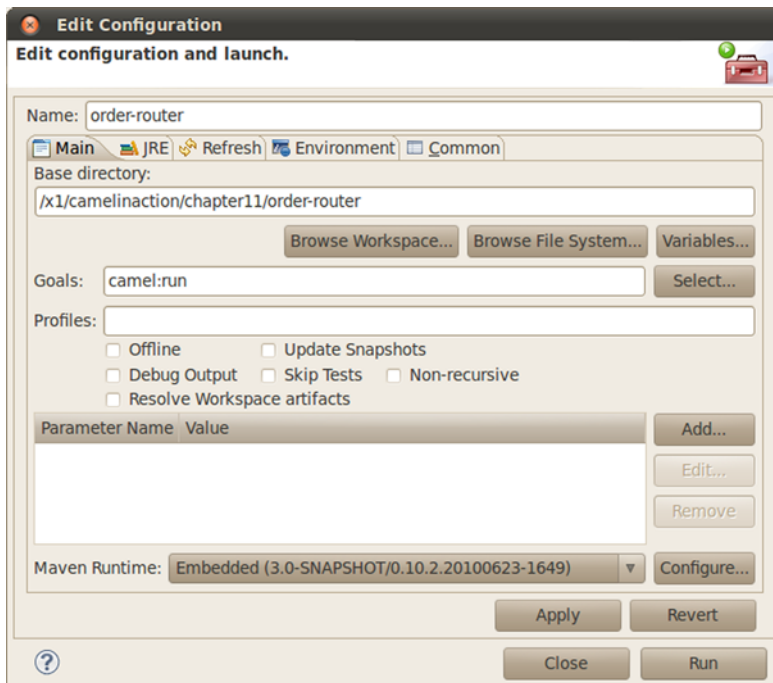 Edit Configuration
Edit configuration and launch.
Name: order-router
Main JRE Refresh Environment Common
Base directory:
/x1/camelinaction/chapter11/order-router
Browse Workspace... Browse File System... Variables...
Goals: camel:run Select...
Profiles:
Offline Update Snapshots
Debug Output Skip Tests Non-recursive
Resolve Workspace artifacts
Parameter Name Value Add...
Edit...
Remove
Maven Runtime: Embedded (3.0-SNAPSHOT/0.10.2.20100623-1649) Configure...
Apply Revert
? Close Run